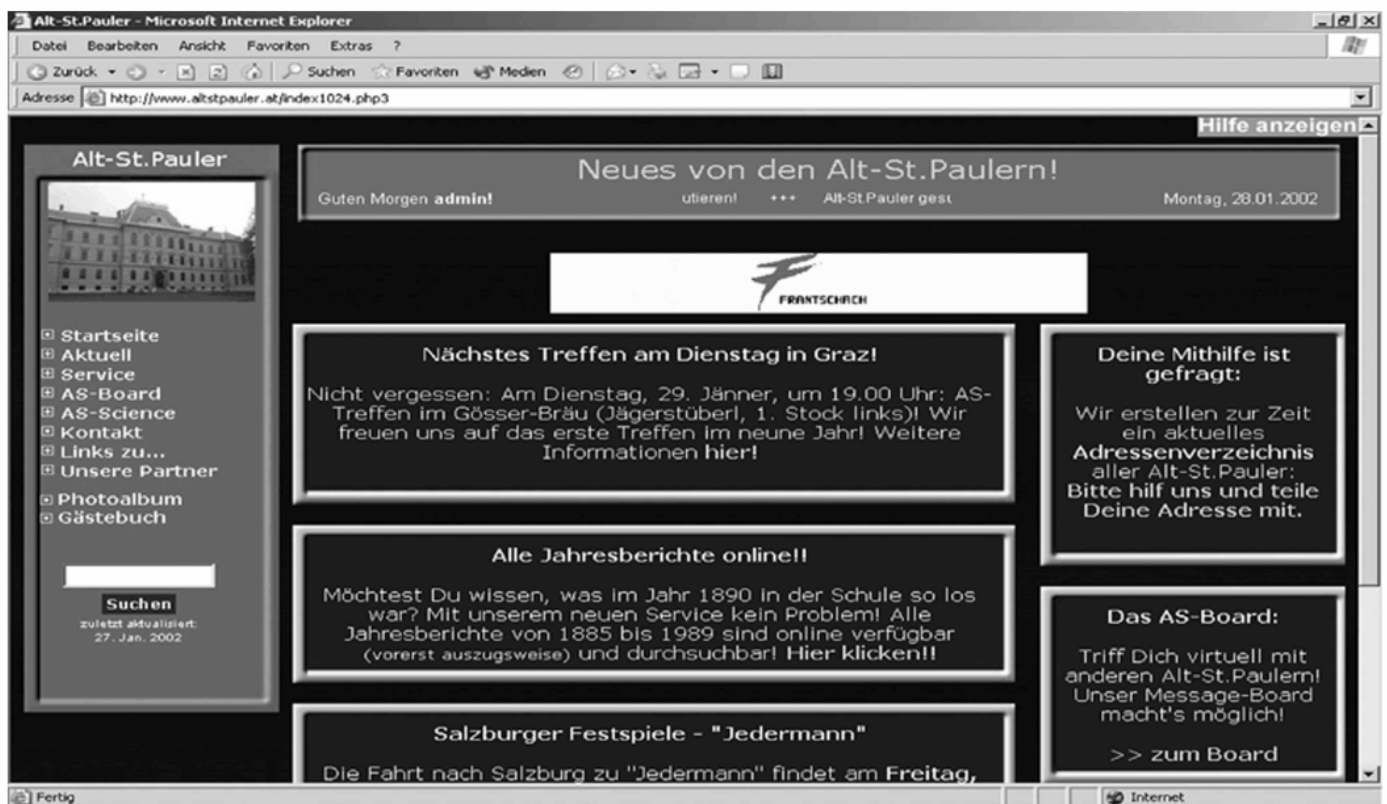 Alt-St.Pauler - Microsoft Internet Explorer
Datei Bearbeiten Ansicht Favoriten Extras ?
Zurück Suchen Favoriten Medien
Adresse http://www.altstpauler.at/index1024.php3
Hilfe anzeigen
Alt-St.Pauler
Startseite
Aktuell
Service
AS-Board
AS-Science
Kontakt
Links zu...
Unsere Partner
Photoalbum
Gästebuch
Suchen
zuletzt aktualisiert:
27. Jan. 2002
Neues von den Alt-St.Paulern!
Guten Morgen admin! utieren! +++ Alt-St.Pauler gest Montag, 28.01.2002
FRANTSCHACH
Nächstes Treffen am Dienstag in Graz!
Nicht vergessen: Am Dienstag, 29. Jänner, um 19.00 Uhr: AS-
Treffen im Gösser-Bräu (Jägerstüberl, 1. Stock links)! Wir
freuen uns auf das erste Treffen im neune Jahr! Weitere
Informationen hier!
Alle Jahresberichte online!!
Möchtest Du wissen, was im Jahr 1890 in der Schule so los
war? Mit unserem neuen Service kein Problem! Alle
Jahresberichte von 1885 bis 1989 sind online verfügbar
(vorerst auszugsweise) und durchsuchbar! Hier klicken!!
Salzburger Festspiele - "Jedermann"
Die Fahrt nach Salzburg zu "Jedermann" findet am Freitag,
Deine Mithilfe ist
gefragt:
Wir erstellen zur Zeit
ein aktuelles
Adressenverzeichnis
aller Alt-St.Pauler:
Bitte hilf uns und teile
Deine Adresse mit.
Das AS-Board:
Triff Dich virtuell mit
anderen Alt-St.Paulern!
Unser Message-Board
macht's möglich!
>> zum Board
Fertig Internet